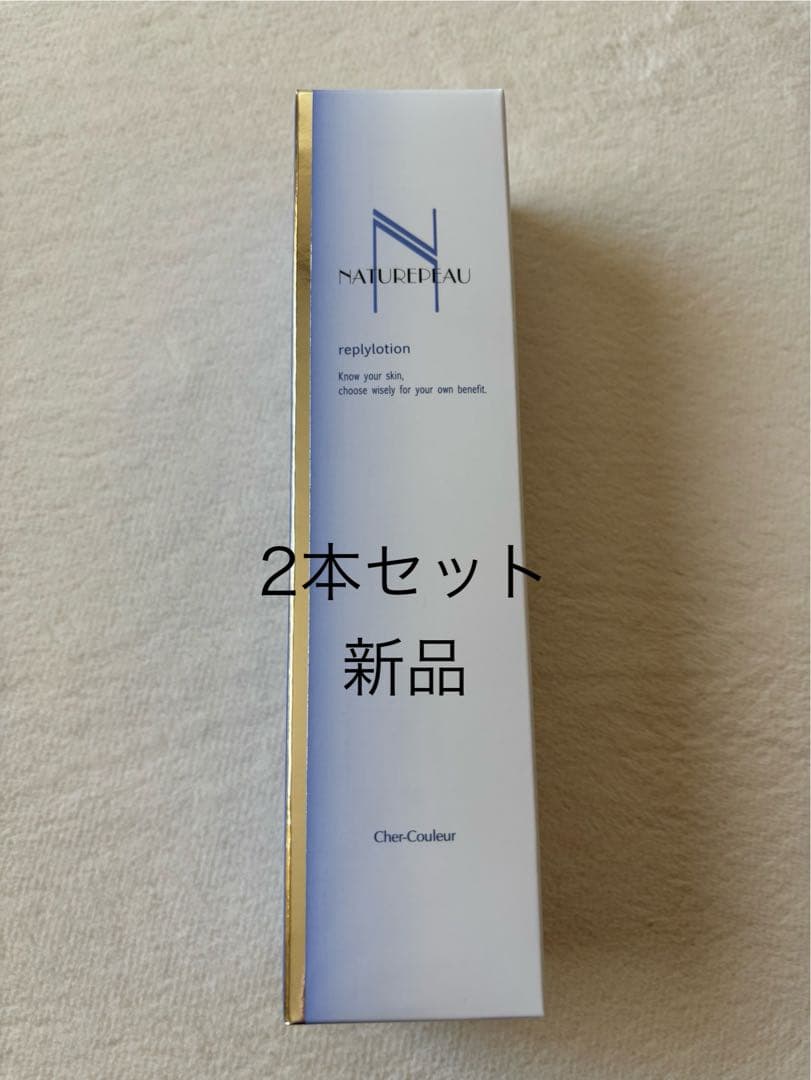 N
NATUREPEAU
replylotion
Know your skin,
choose wisely for your own benefit.
2本セット
新品
Cher-Couleur